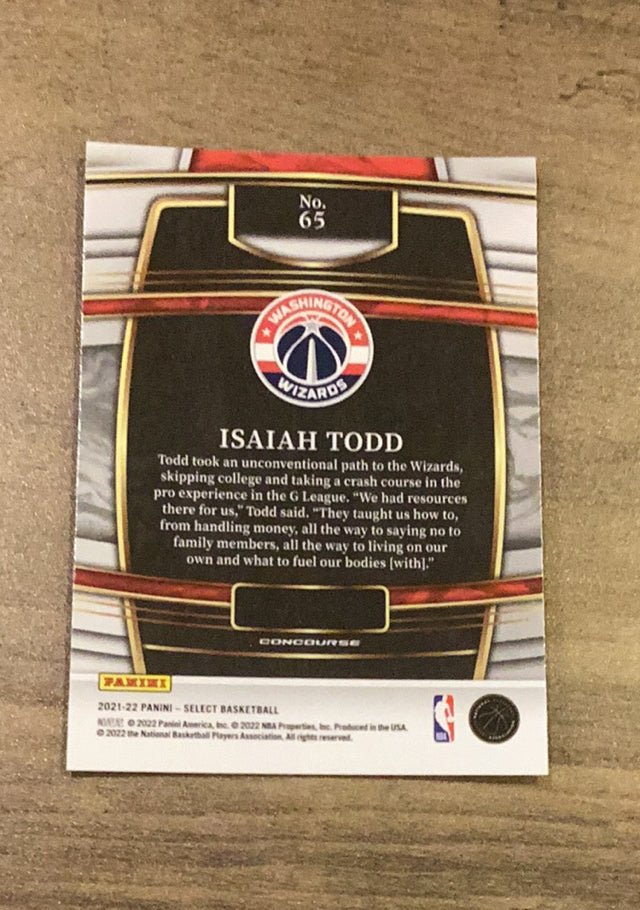 No.
65
WASHINGTON
WIZARDS
ISAIAH TODD
Todd took an unconventional path to the Wizards,
skipping college and taking a crash course in the
pro experience in the G League. “We had resources
there for us,” Todd said. “They taught us how to,
from handling money, all the way to saying no to
family members, all the way to living on our
own and what to fuel our bodies [with].”
CONCOURSE
PANINI
2021-22 PANINI – SELECT BASKETBALL
© 2022 Panini America, Inc. © 2022 NBA Properties, Inc. Produced in the USA.
© 2022 the National Basketball Players Association. All rights reserved.
NBA